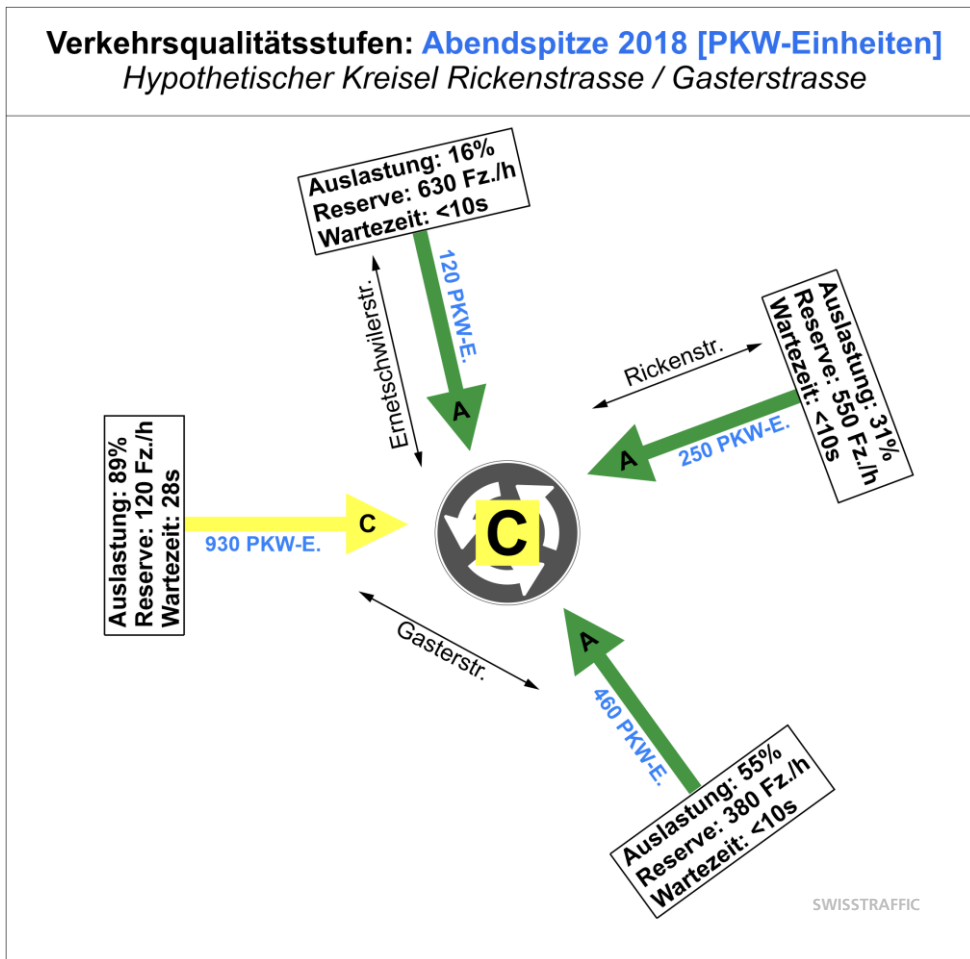 Verkehrsqualitätsstufen: Abendspitze 2018 [PKW-Einheiten]
Hypothetischer Kreisel Rickenstrasse / Gasterstrasse
Auslastung: 16%
Reserve: 630 Fz./h
Wartezeit: <10s
120 PKW-E.
Ernetschwilerstr.
A
Rickenstr.
Auslastung: 31%
Reserve: 550 Fz./h
Wartezeit: <10s
250 PKW-E.
A
Auslastung: 89%
Reserve: 120 Fz./h
Wartezeit: 28s
930 PKW-E.
C
C
Gasterstr.
A
460 PKW-E.
Auslastung: 55%
Reserve: 380 Fz./h
Wartezeit: <10s
SWISSTRAFFIC